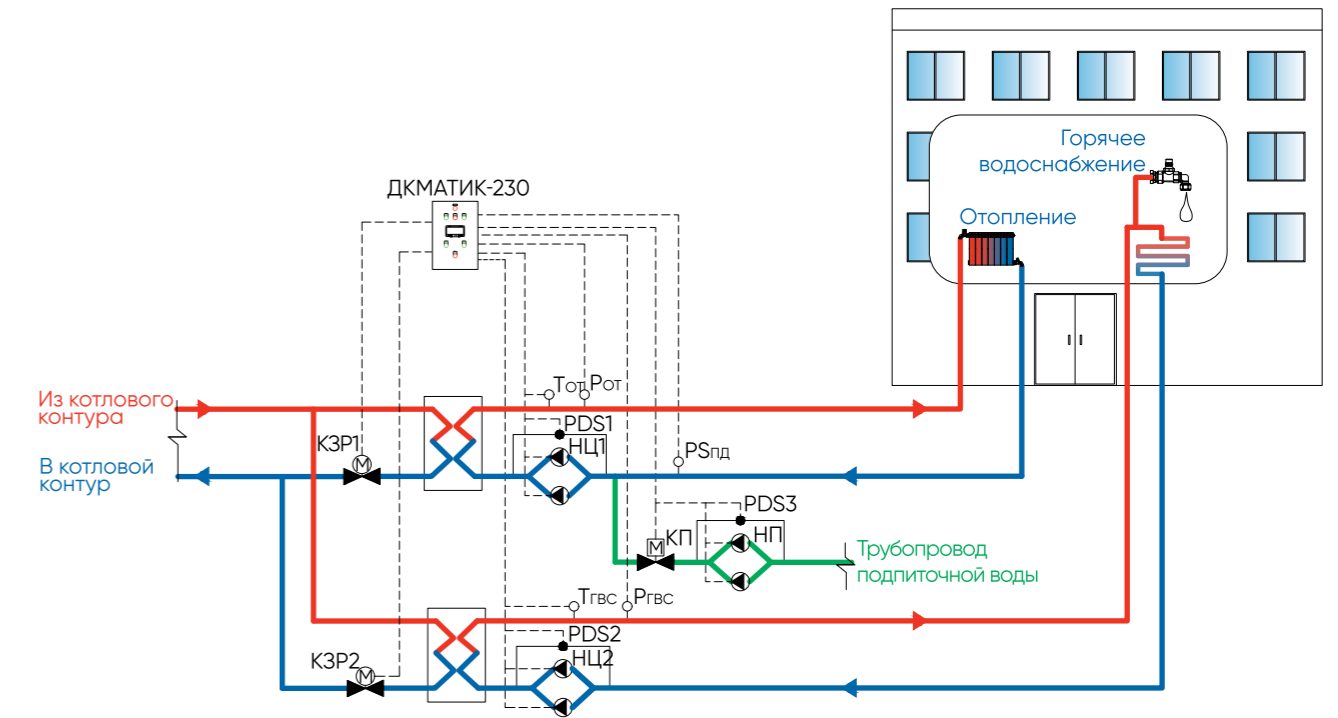 Горячее
водоснабжение
ДКМАТИК-230
Отопление
Из котлового
контура
Tот
Pот
КЗР1
PDS1
НЦ1
PSпд
В котловой
контур
PDS3
КП
НП
M
M
Трубопровод
подпиточной воды
Tгвс
Pгвс
PDS2
НЦ2
КЗР2
M